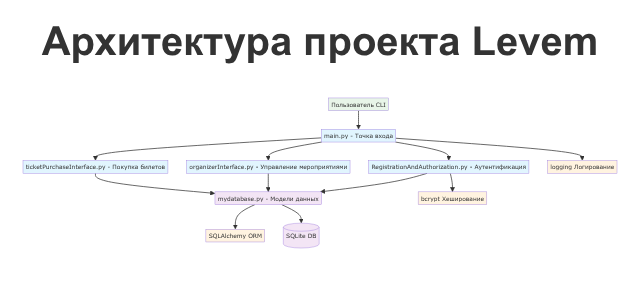 Архитектура проекта Levem
Пользователь CLI
main.py - Точка входа
ticketPurchaseInterface.py - Покупка билетов
organizerInterface.py - Управление мероприятиями
RegistrationAndAuthorization.py - Аутентификация
logging Логирование
mydatabase.py - Модели данных
bcrypt Хеширование
SQLAlchemy ORM
SQLite DB